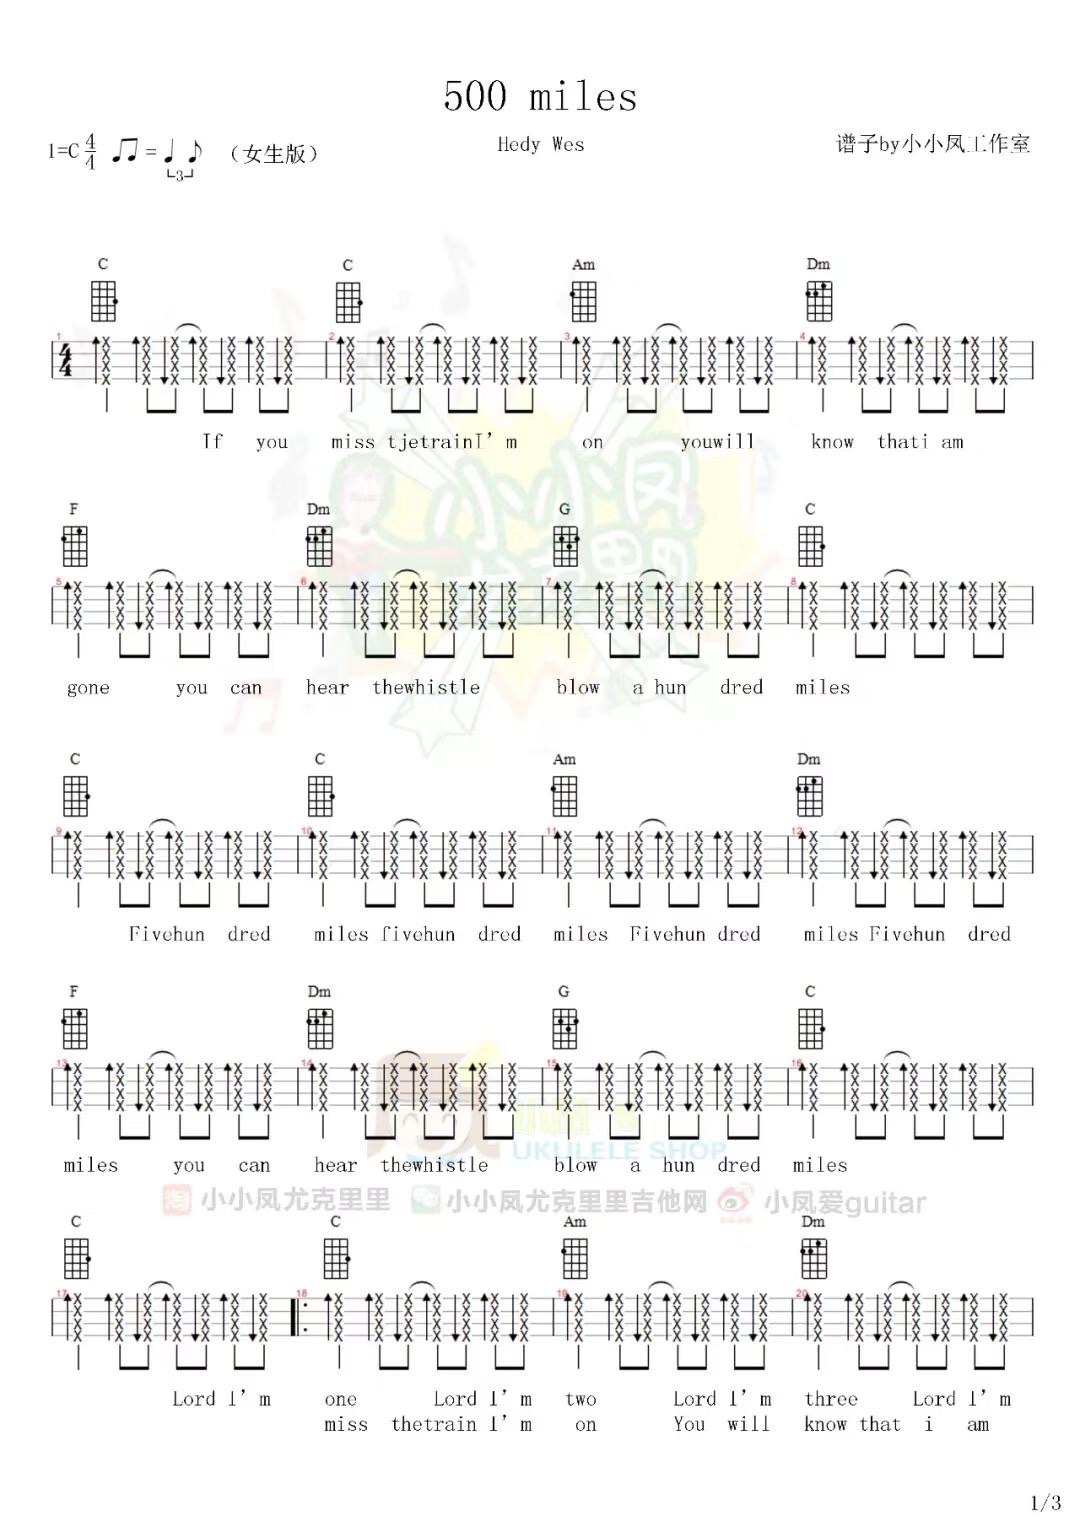 500 miles
1=C 4/4 ♫=♩ ♪ 3 （女生版） Hedy Wes 谱子by小小凤工作室
C C Am Dm
1 2 3 4
4/4
If you miss tjetrainI’m on youwill know thati am
小小凤
F Dm G C
5 6 7 8
gone you can hear thewhistle blow a hun dred miles
C C Am Dm
9 10 11 12
Fivehun dred miles fivehun dred miles Fivehun dred miles Fivehun dred
F Dm G C
13 14 15 16
UKULELE SHOP
miles you can hear thewhistle blow a hun dred miles
淘 小小凤尤克里里 小小凤尤克里里吉他网 小凤爱guitar
C C Am Dm
17 18 19 20
Lord I’m one Lord I’m two Lord I’m three Lord I’m
miss thetrain I’m on You will know that i am
1/3